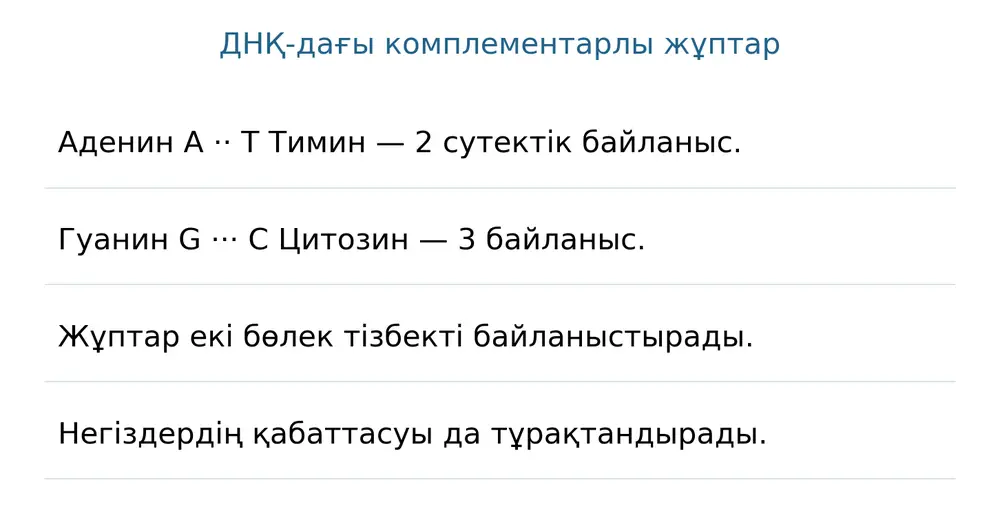 ДНҚ-дағы комплементарлы жұптар
Аденин A ·· T Тимин — 2 сутектік байланыс.
Гуанин G ··· C Цитозин — 3 байланыс.
Жұптар екі бөлек тізбекті байланыстырады.
Негіздердің қабаттасуы да тұрақтандырады.